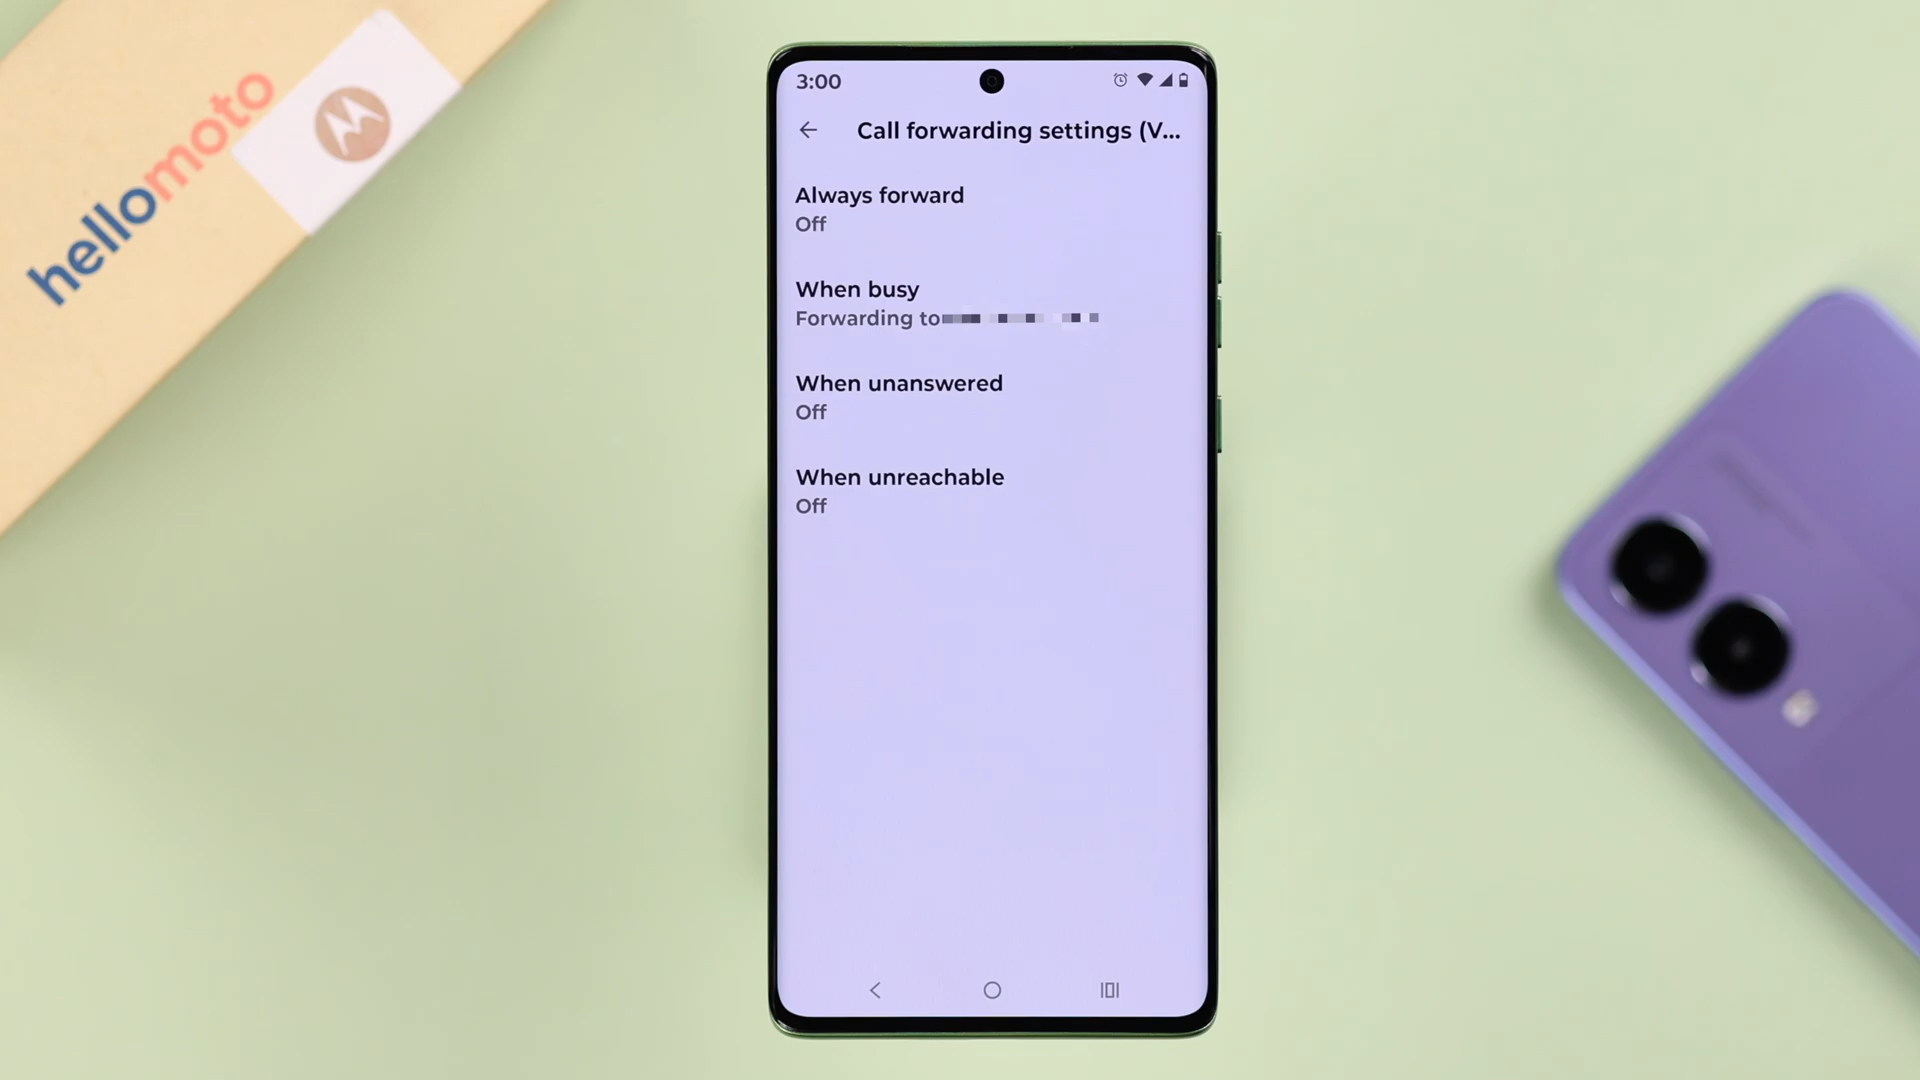 hellomoto
3:00
Call forwarding settings (V...
Always forward
Off
When busy
Forwarding to
When unanswered
Off
When unreachable
Off